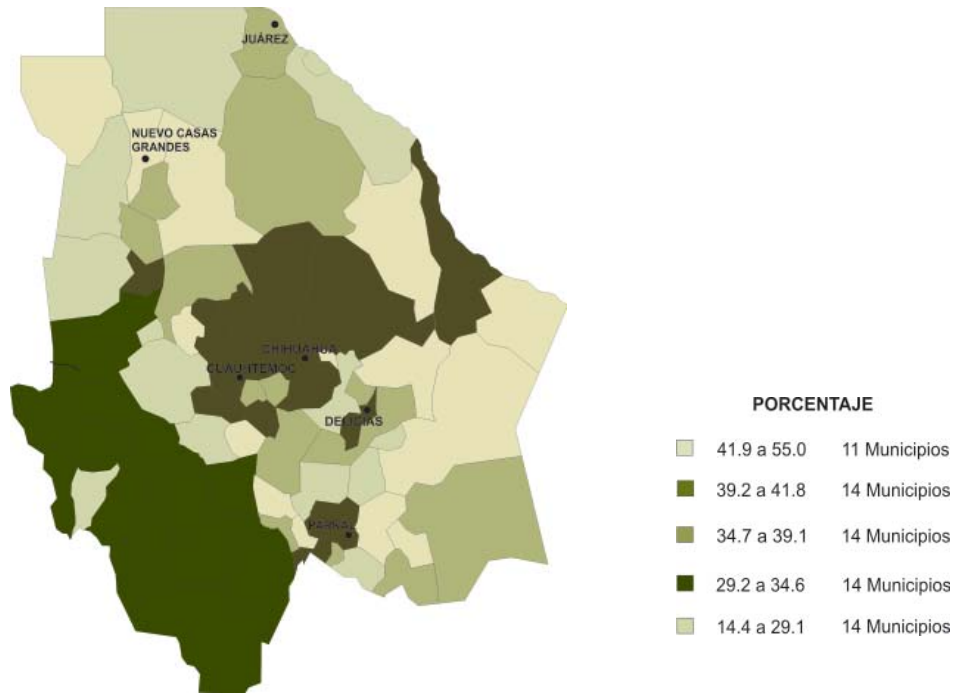 JUÁREZ
NUEVO CASAS
GRANDES
CHIHUAHUA
CUAUHTEMOC
DELICIAS
PARRAL
PORCENTAJE
41.9 a 55.0 11 Municipios
39.2 a 41.8 14 Municipios
34.7 a 39.1 14 Municipios
29.2 a 34.6 14 Municipios
14.4 a 29.1 14 Municipios